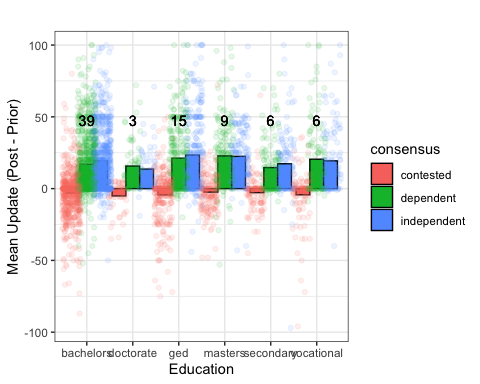 100
50
0
-50
-100
Mean Update (Post - Prior)
39 3 15 9 6 6
bachelors doctorate ged masters secondary vocational
Education
consensus
contested
dependent
independent